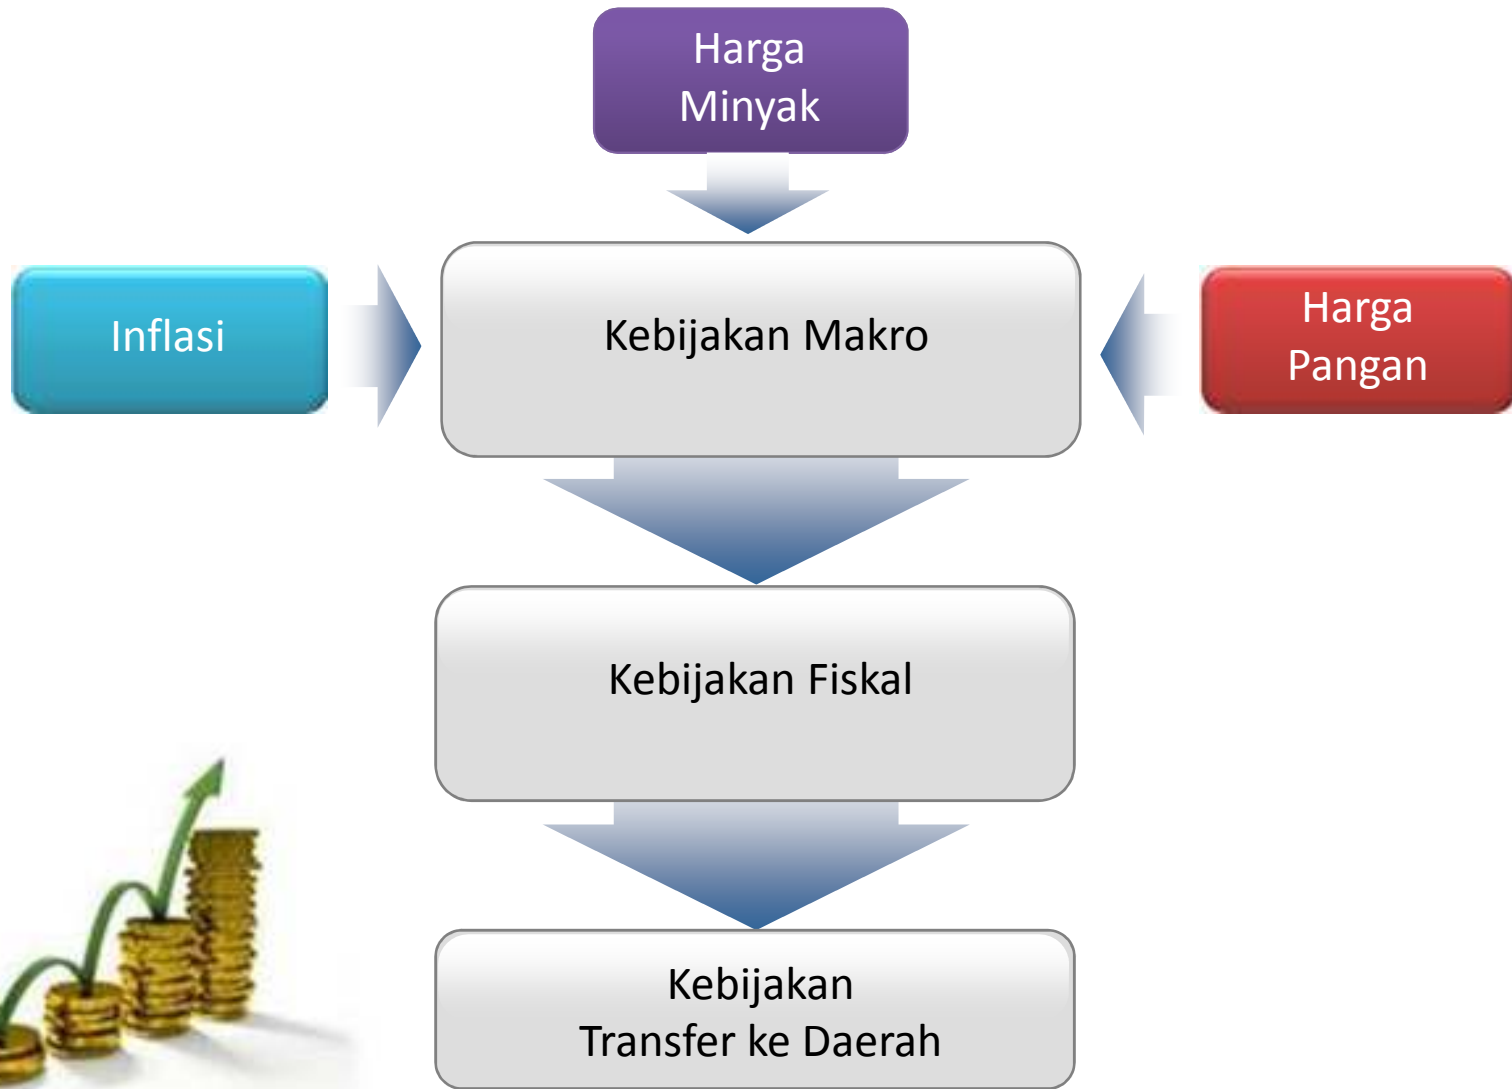 Harga
Minyak
Inflasi
Kebijakan Makro
Harga
Pangan
Kebijakan Fiskal
Kebijakan
Transfer ke Daerah